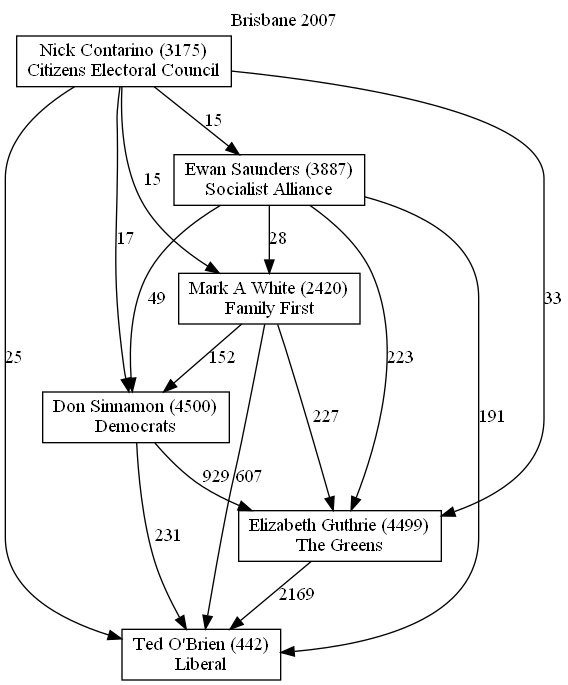 Brisbane 2007
Nick Contarino (3175)
Citizens Electoral Council
15
Ewan Saunders (3887)
Socialist Alliance
15
17
28
49
33
Mark A White (2420)
Family First
25
152
223
191
Don Sinnamon (4500)
Democrats
227
929
607
Elizabeth Guthrie (4499)
The Greens
231
2169
Ted O'Brien (442)
Liberal